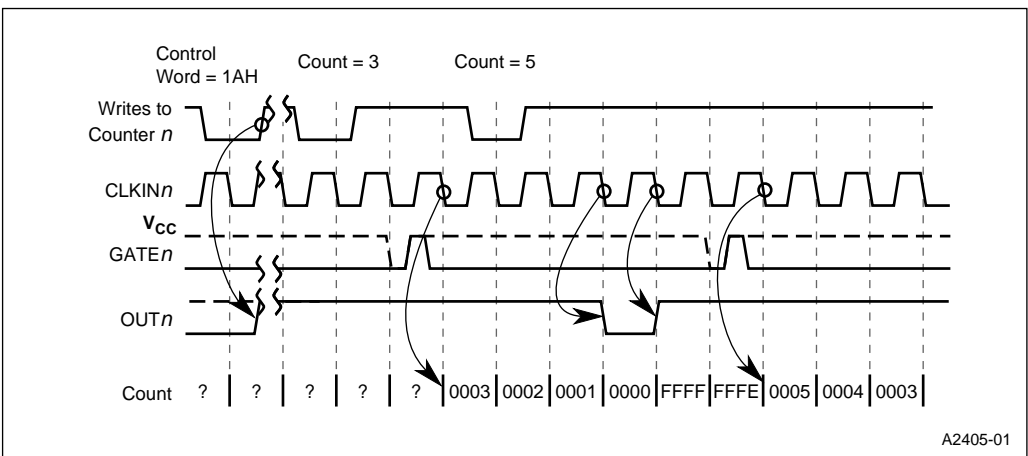 Control
Word = 1AH
Count = 3
Count = 5
Writes to
Counter n
CLKINn
VCC
GATEn
OUTn
Count ? ? ? ? ? 0003 0002 0001 0000 FFFF FFFE 0005 0004 0003
A2405-01